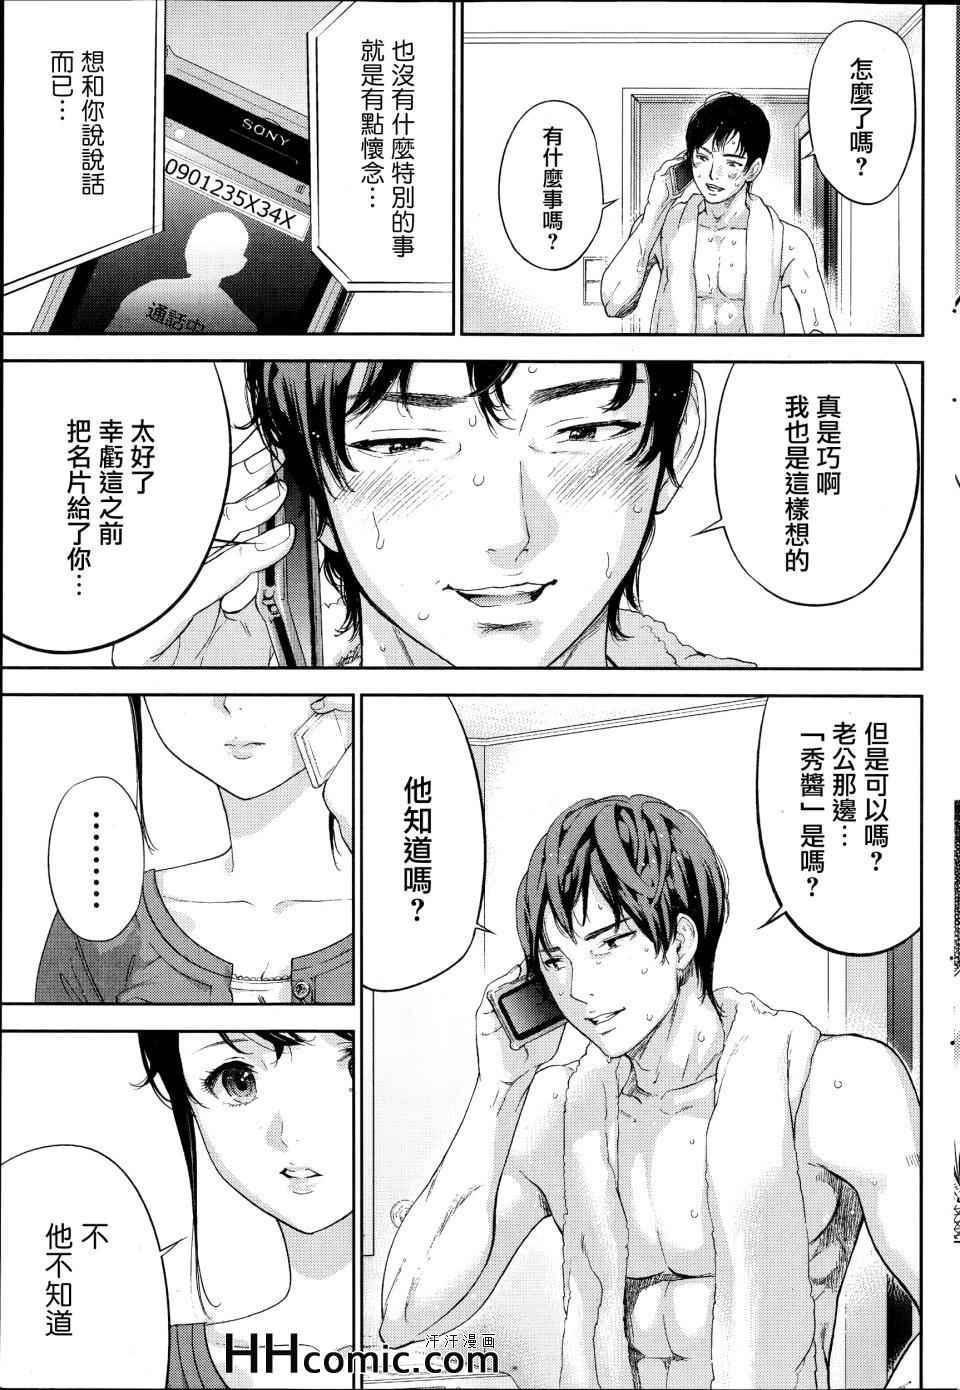 怎麼了嗎?
有什麼事嗎?
也沒有什麼特別的事
就是有點懷念…
想和你說說話
而已…
SONY
0901235X34X
通話中
真是巧啊
我也是這樣想的
太好了
幸虧這之前
把名片給了你…
但是可以嗎?
老公那邊…
「秀醬」是嗎?
他知道嗎?
………
不
他不知道
汗汗漫画
HHcomic.com